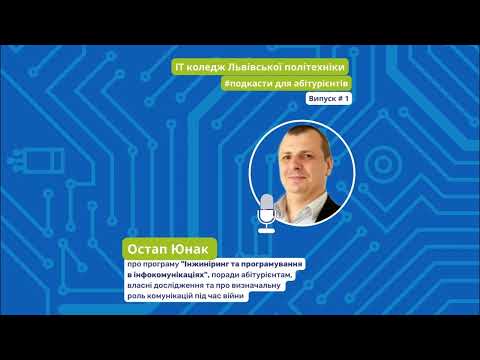 ІТ коледж Львівської політехніки
#подкасти для абітурієнтів
Випуск # 1
Остап Юнак
про програму "Інжиніринг та програмування
в інфокомунікаціях", поради абітурієнтам,
власні дослідження та про визначальну
роль комунікацій під час війни